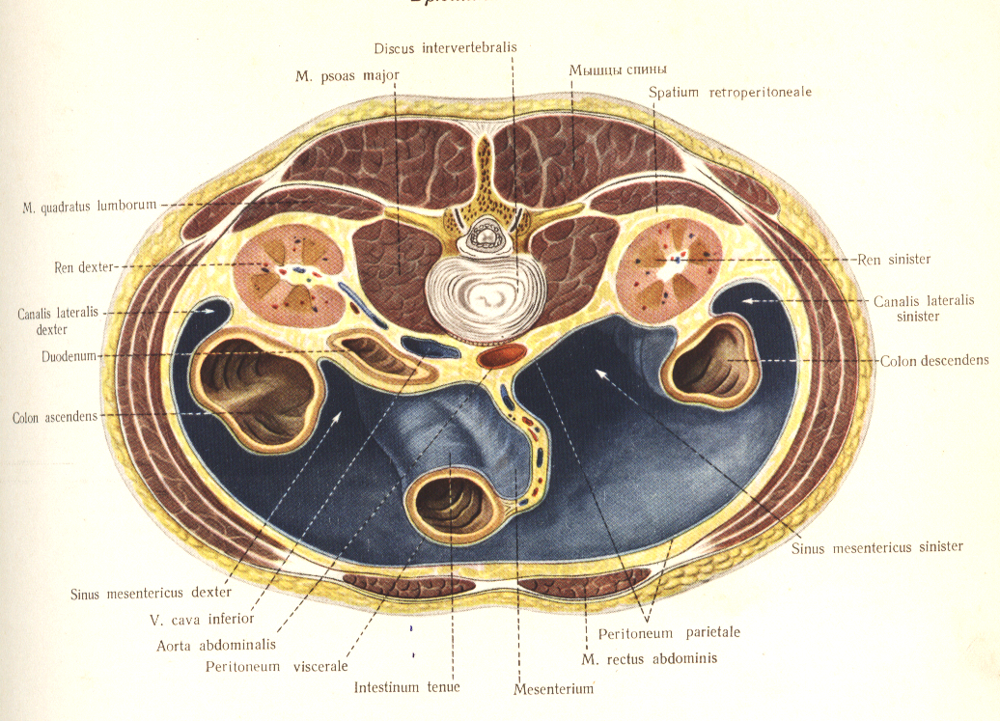 Discus intervertebralis
M. psoas major
Мышцы спины
Spatium retroperitoneale
M. quadratus lumborum
Ren dexter
Ren sinister
Canalis lateralis
dexter
Canalis lateralis
sinister
Duodenum
Colon descendens
Colon ascendens
Sinus mesentericus sinister
Sinus mesentericus dexter
V. cava inferior
Aorta abdominalis
Peritoneum viscerale
Peritoneum parietale
M. rectus abdominis
Intestinum tenue
Mesenterium